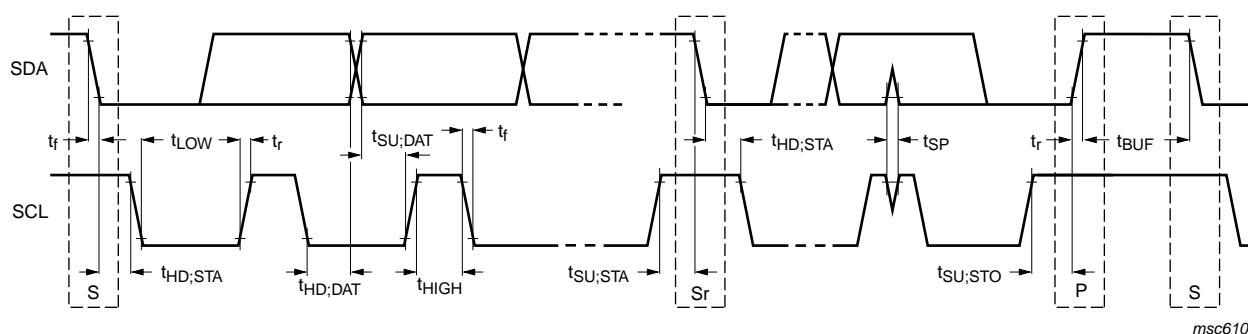 SDA
t_f t_LOW t_r t_SU;DAT t_f t_HD;STA t_SP t_r t_BUF
SCL
S t_HD;STA t_HD;DAT t_HIGH t_SU;STA Sr t_SU;STO P S
msc610